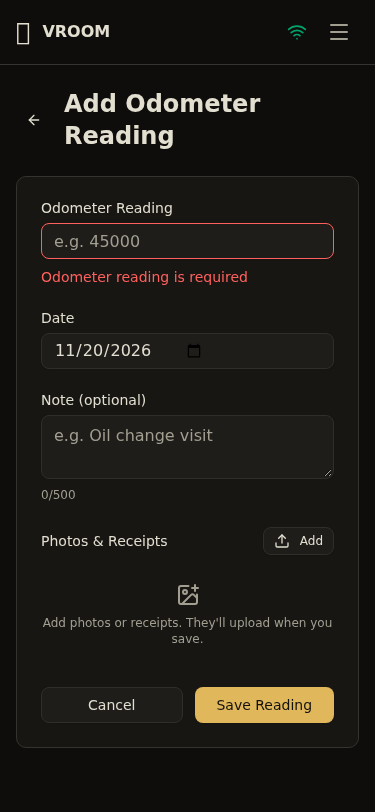 VROOM
Add Odometer
Reading
Odometer Reading
e.g. 45000
Odometer reading is required
Date
11/20/2026
Note (optional)
e.g. Oil change visit
0/500
Photos & Receipts
Add
Add photos or receipts. They'll upload when you
save.
Cancel
Save Reading